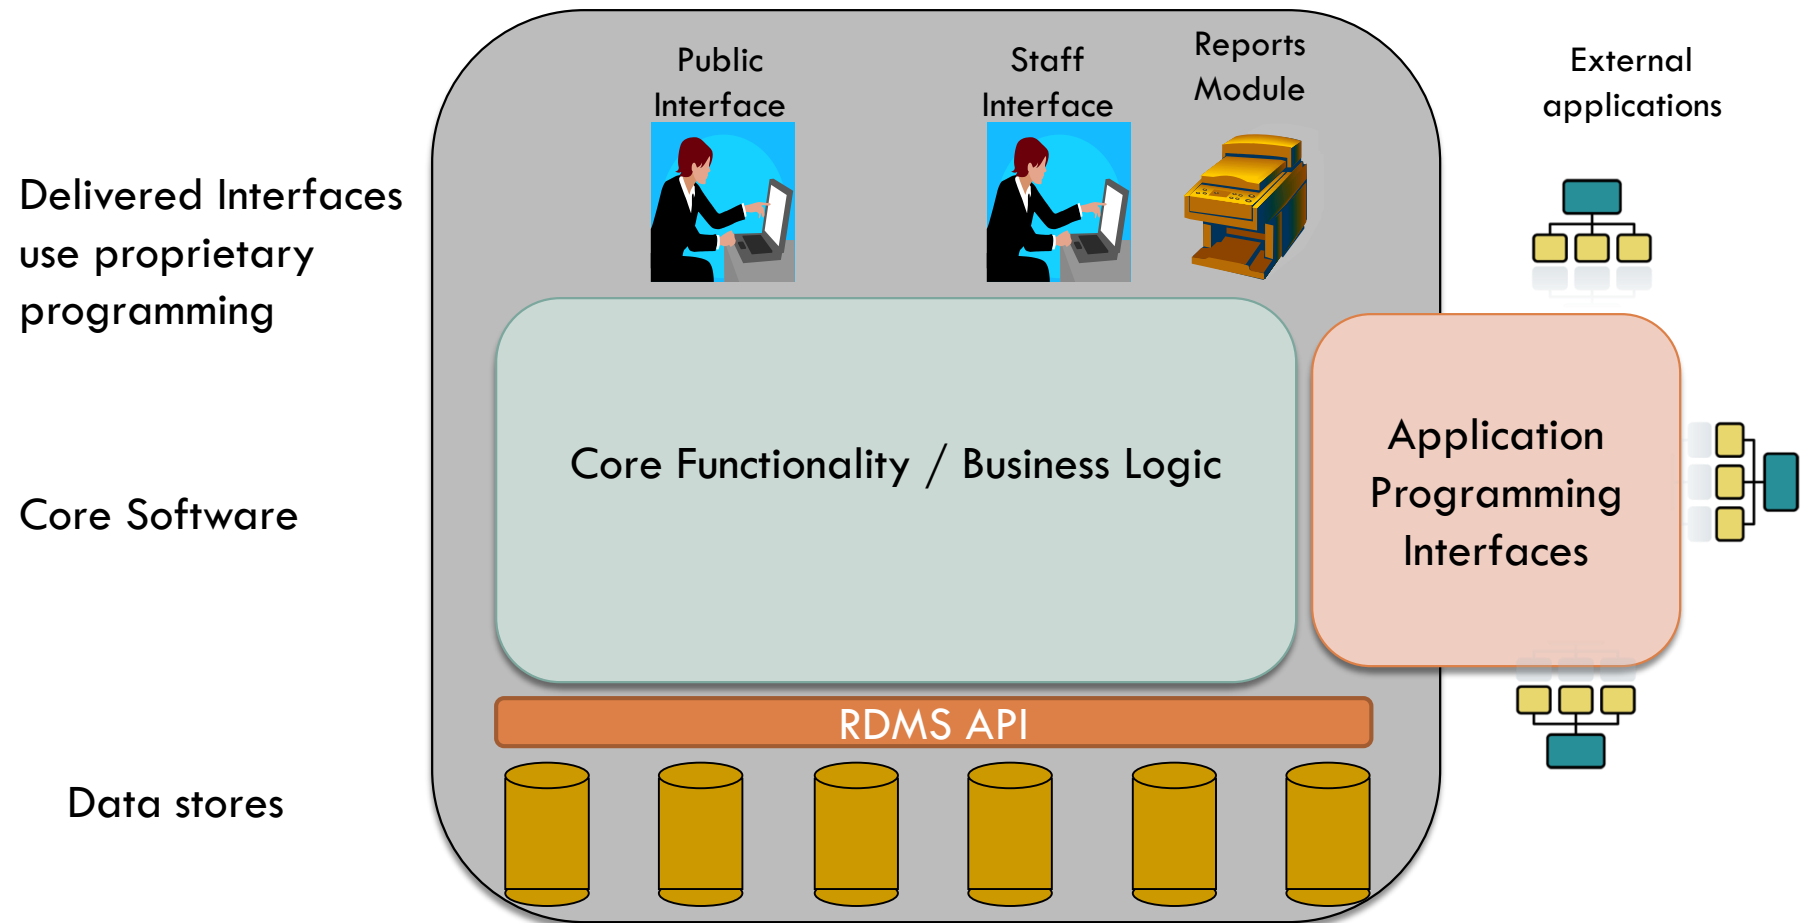 Public
Interface
Staff
Interface
Reports
Module
External
applications
Delivered Interfaces
use proprietary
programming
Core Functionality / Business Logic
Application
Programming
Interfaces
Core Software
RDMS API
Data stores